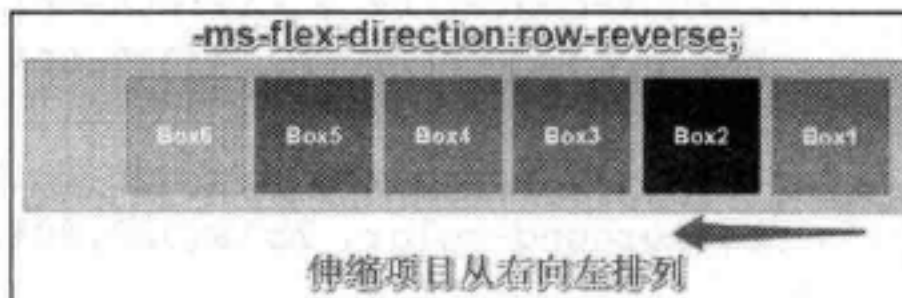 -ms-flex-direction:row-reverse;
Box6 Box5 Box4 Box3 Box2 Box1
伸缩项目从右向左排列